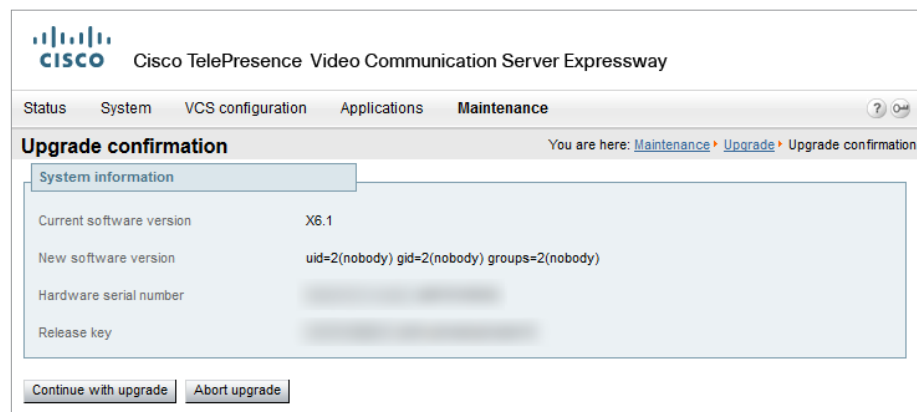 CISCO Cisco TelePresence Video Communication Server Expressway
Status System VCS configuration Applications Maintenance ?
Upgrade confirmation You are here: Maintenance Upgrade Upgrade confirmation
System information
Current software version X6.1
New software version uid=2(nobody) gid=2(nobody) groups=2(nobody)
Hardware serial number
Release key
Continue with upgrade Abort upgrade